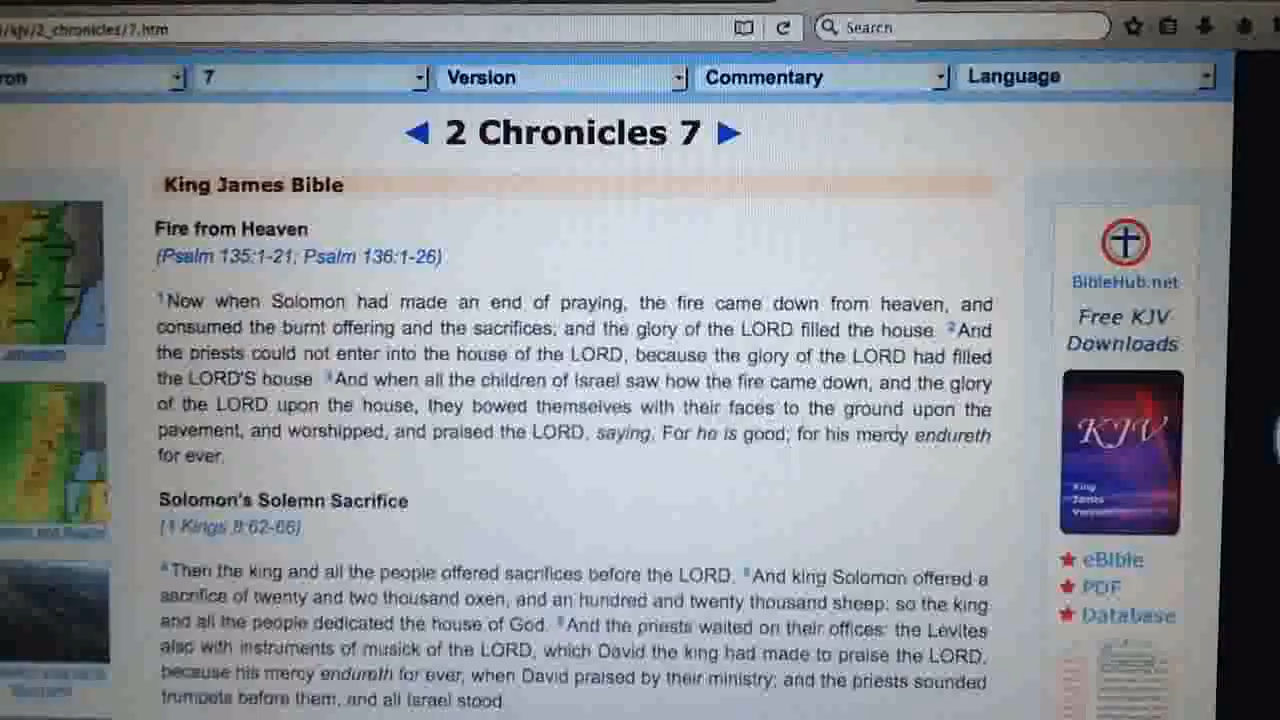 /kjv/2_chronicles/7.htm
Search
ron
7
Version
Commentary
Language
2 Chronicles 7
King James Bible
Fire from Heaven
(Psalm 135:1-21; Psalm 136:1-26)
1Now when Solomon had made an end of praying, the fire came down from heaven, and
consumed the burnt offering and the sacrifices; and the glory of the LORD filled the house. 2And
the priests could not enter into the house of the LORD, because the glory of the LORD had filled
the LORD'S house. 3And when all the children of Israel saw how the fire came down, and the glory
of the LORD upon the house, they bowed themselves with their faces to the ground upon the
pavement, and worshipped, and praised the LORD, saying, For he is good; for his mercy endureth
for ever.
Solomon's Solemn Sacrifice
(1 Kings 8:62-66)
4Then the king and all the people offered sacrifices before the LORD. 5And king Solomon offered a
sacrifice of twenty and two thousand oxen, and an hundred and twenty thousand sheep: so the king
and all the people dedicated the house of God. 6And the priests waited on their offices: the Levites
also with instruments of musick of the LORD, which David the king had made to praise the LORD,
because his mercy endureth for ever, when David praised by their ministry; and the priests sounded
trumpets before them, and all Israel stood.
BibleHub.net
Free KJV
Downloads
KJV
King
James
Version
eBible
PDF
Database